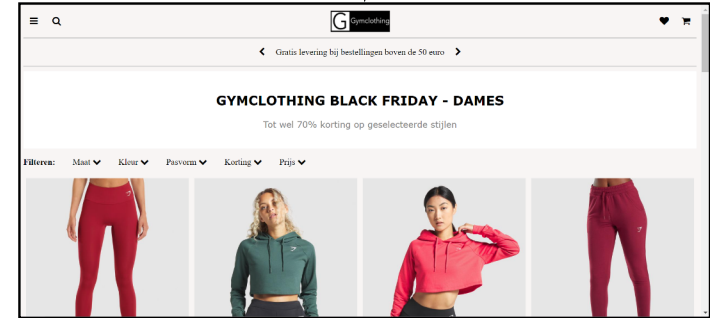 G Gymclothing
Gratis levering bij bestellingen boven de 50 euro
GYMCLOTHING BLACK FRIDAY - DAMES
Tot wel 70% korting op geselecteerde stijlen
Filteren: Maat Kleur Pasvorm Korting Prijs